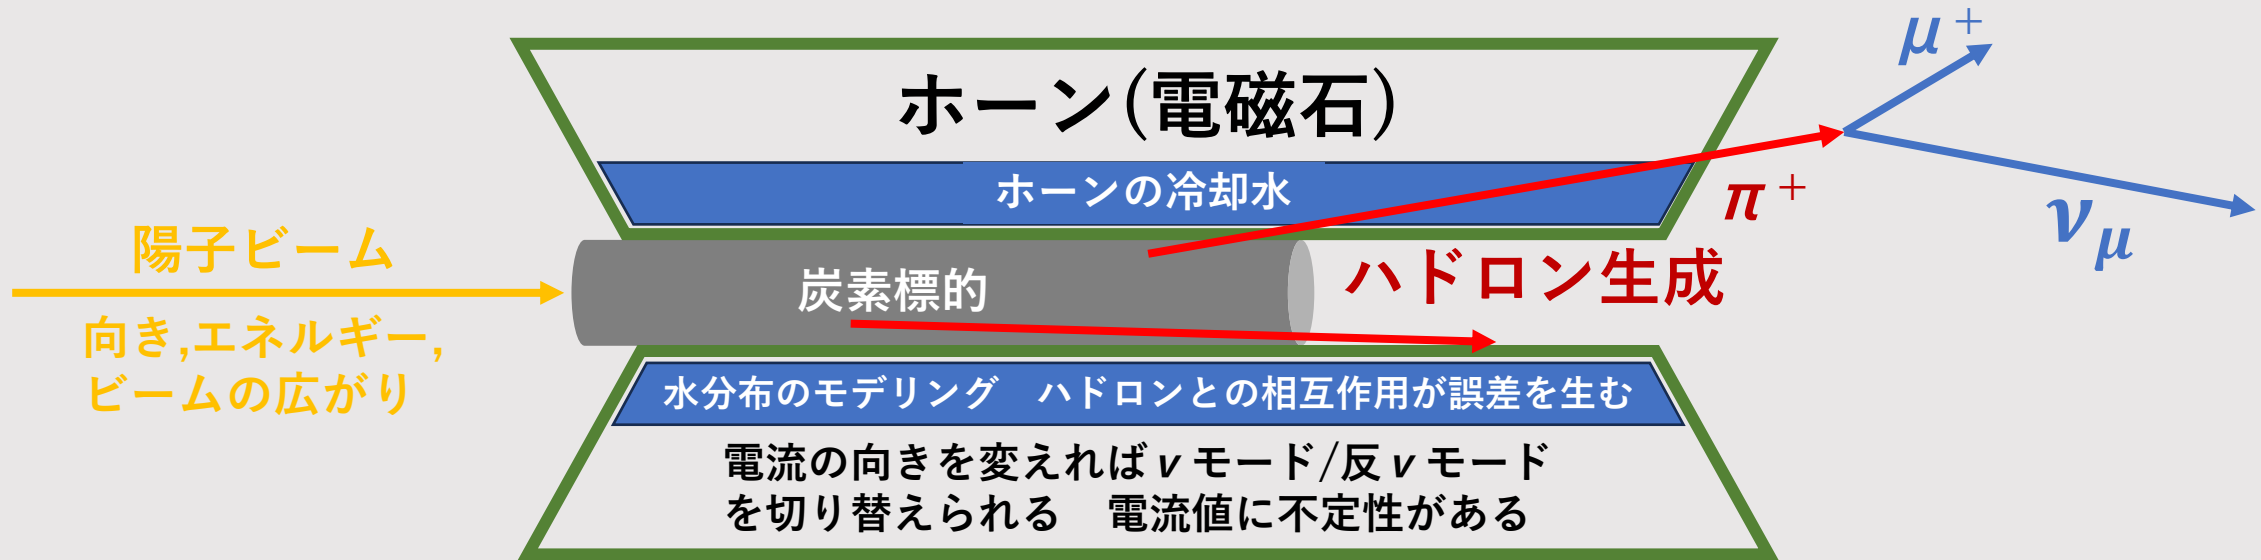 ホーン(電磁石)
ホーンの冷却水
陽子ビーム
向き,エネルギー,
ビームの広がり
炭素標的
ハドロン生成
π⁺
μ⁺
ν_μ
水分布のモデリング　ハドロンとの相互作用が誤差を生む
電流の向きを変えればνモード/反νモード
を切り替えられる　電流値に不定性がある